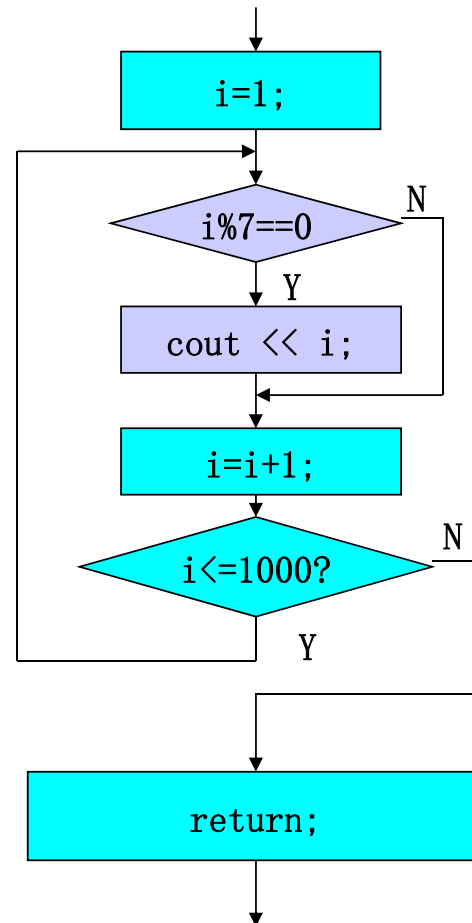 i=1;
i%7==0
N
Y
cout << i;
i=i+1;
i<=1000?
N
Y
return;